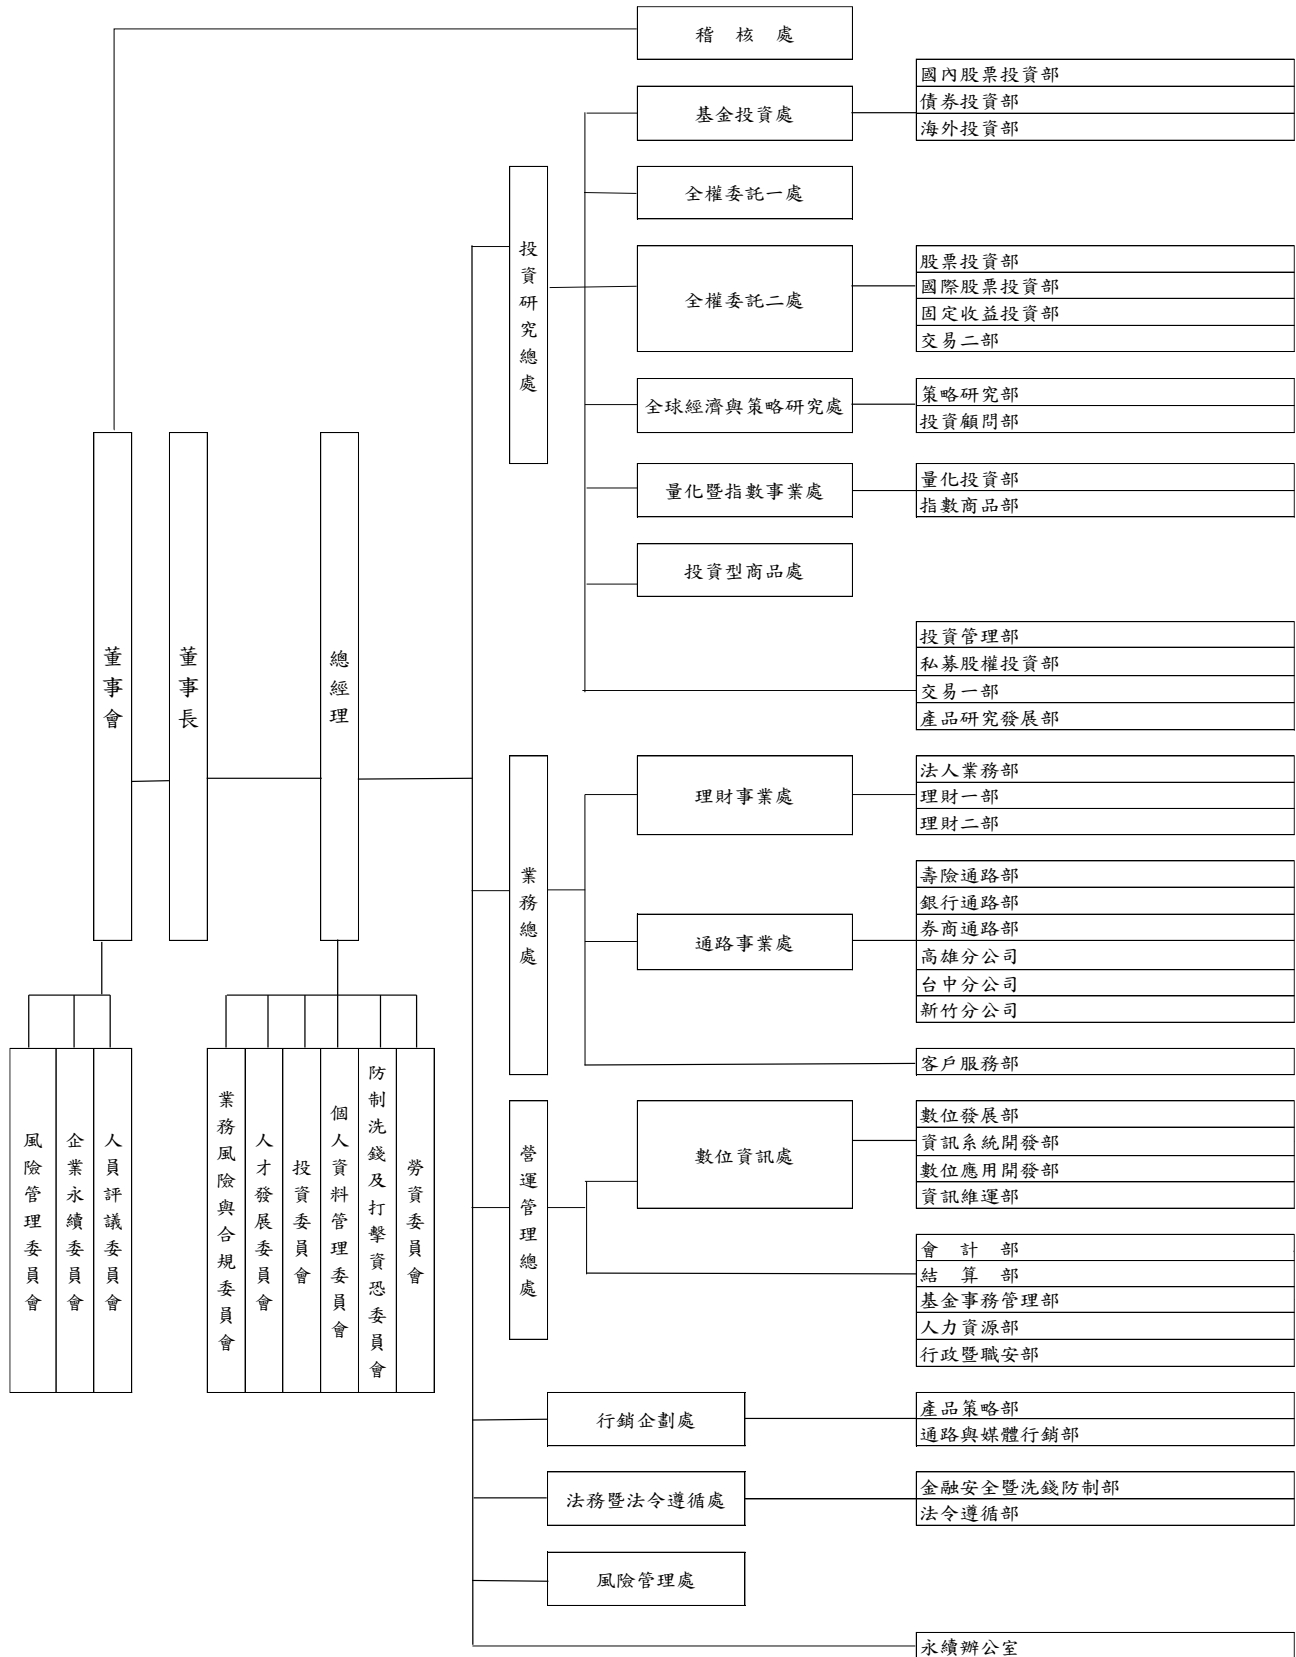 稽核處
國內股票投資部
基金投資處
債券投資部
海外投資部
全權委託一處
投資研究總處
股票投資部
國際股票投資部
全權委託二處
固定收益投資部
交易二部
全球經濟與策略研究處
策略研究部
投資顧問部
量化暨指數事業處
量化投資部
指數商品部
投資型商品處
投資管理部
私募股權投資部
交易一部
產品研究發展部
董事會
董事長
總經理
業務總處
理財事業處
法人業務部
理財一部
理財二部
通路事業處
壽險通路部
銀行通路部
券商通路部
高雄分公司
台中分公司
新竹分公司
客戶服務部
風險管理委員會
企業永續委員會
人員評議委員會
業務風險與合規委員會
人才發展委員會
投資委員會
個人資料管理委員會
防制洗錢及打擊資恐委員會
勞資委員會
營運管理總處
數位資訊處
數位發展部
資訊系統開發部
數位應用開發部
資訊維運部
會計部
結算部
基金事務管理部
人力資源部
行政暨職安部
行銷企劃處
產品策略部
通路與媒體行銷部
法務暨法令遵循處
金融安全暨洗錢防制部
法令遵循部
風險管理處
永續辦公室